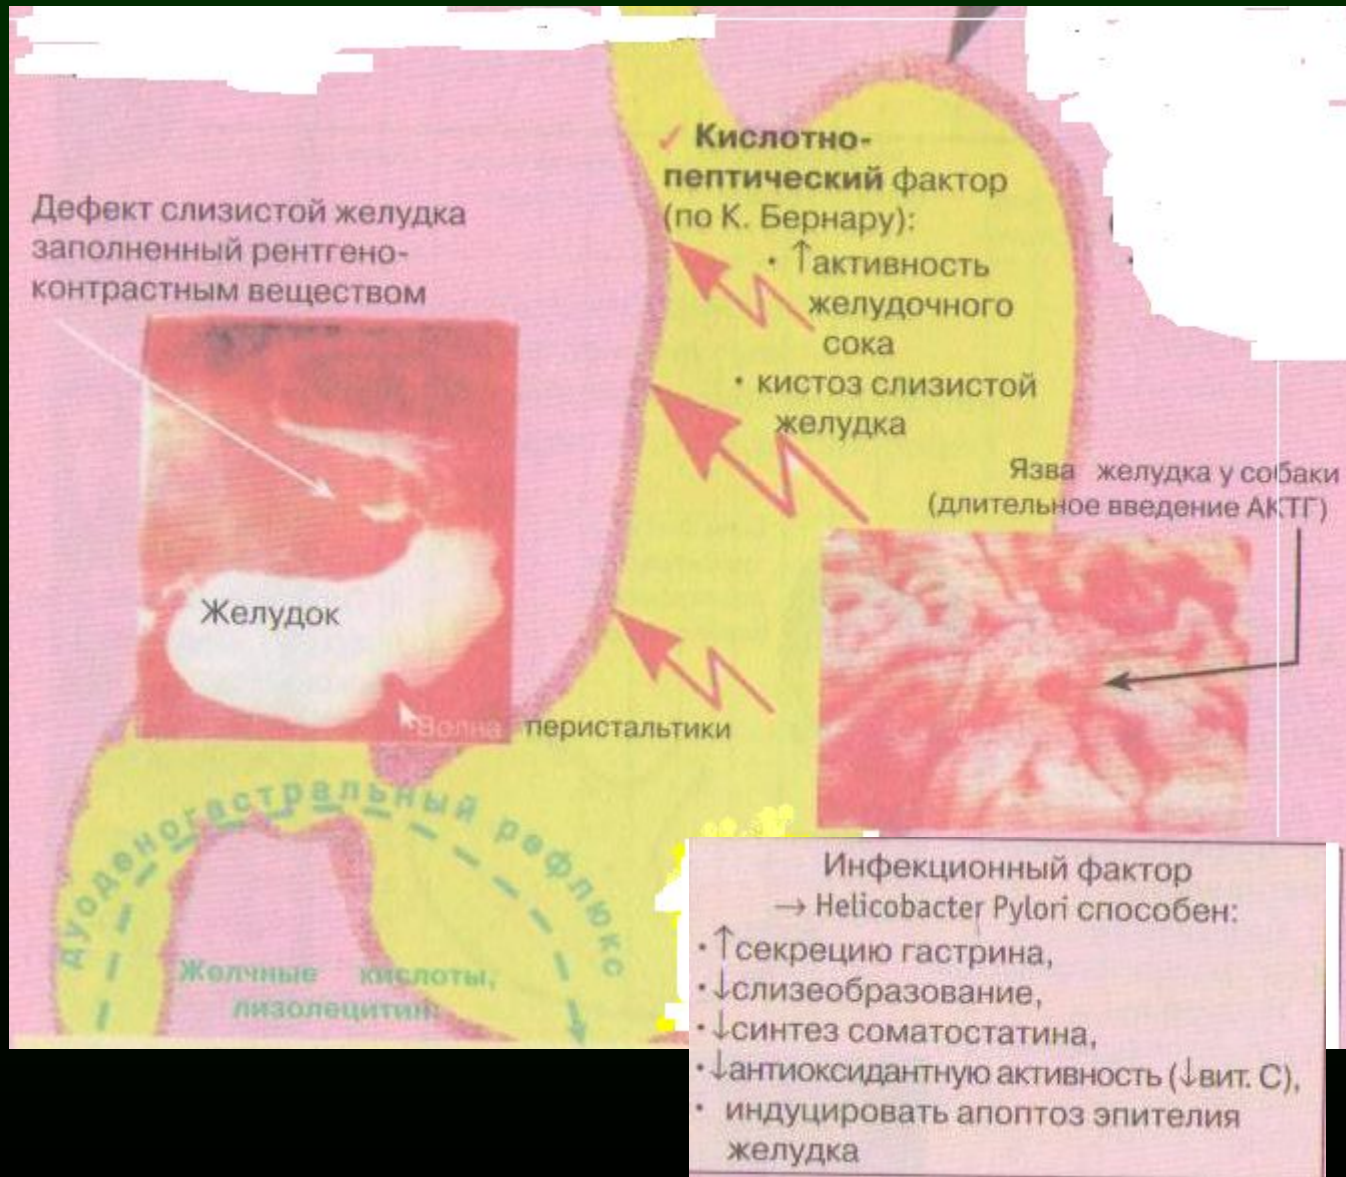 ✓ Кислотно-
пептический фактор
(по К. Бернару):
• ↑активность
желудочного
сока
• кистоз слизистой
желудка
Дефект слизистой желудка
заполненный рентгено-
контрастным веществом
Желудок
Волна перистальтики
Язва желудка у собаки
(длительное введение АКТГ)
дуоденогастральный рефлюкс
Желчные кислоты,
лизолецитин.
Инфекционный фактор
→ Helicobacter Pylori способен:
• ↑секрецию гастрина,
• ↓слизеобразование,
• ↓синтез соматостатина,
• ↓антиоксидантную активность (↓вит. С),
• индуцировать апоптоз эпителия
желудка